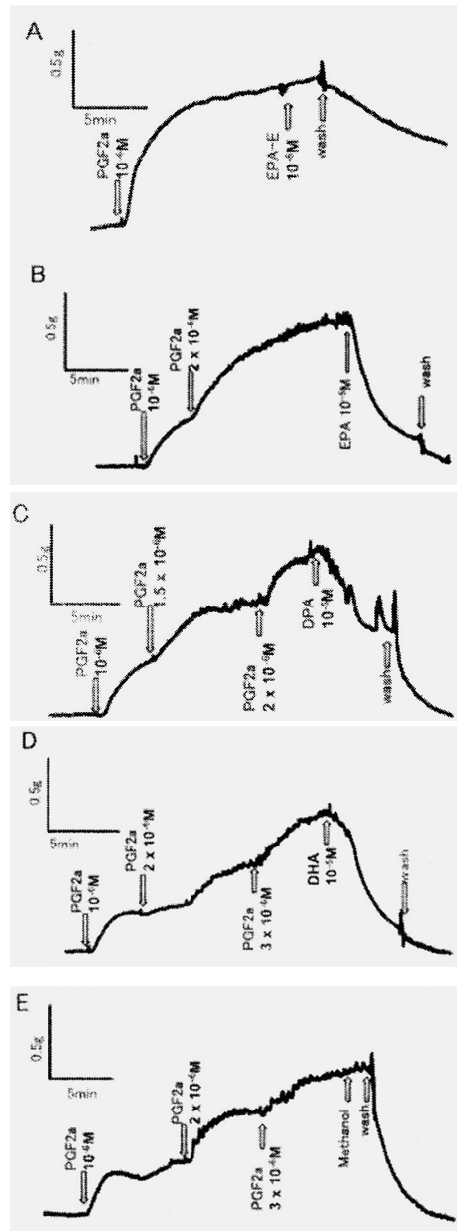 A
0.5g
5min
PGF2a
10⁻⁶M
EPA-E
10⁻⁵M
wash
B
0.5g
5min
PGF2a
10⁻⁶M
PGF2a
2 x 10⁻⁶M
EPA 10⁻⁵M
wash
C
0.5g
5min
PGF2a
10⁻⁶M
PGF2a
1.5 x 10⁻⁶M
PGF2a
2 x 10⁻⁶M
DPA
10⁻⁵M
wash
D
0.5g
5min
PGF2a
10⁻⁶M
PGF2a
2 x 10⁻⁶M
PGF2a
3 x 10⁻⁶M
DHA
10⁻⁵M
wash
E
0.5g
5min
PGF2a
10⁻⁶M
PGF2a
2 x 10⁻⁶M
PGF2a
3 x 10⁻⁶M
Methanol
wash